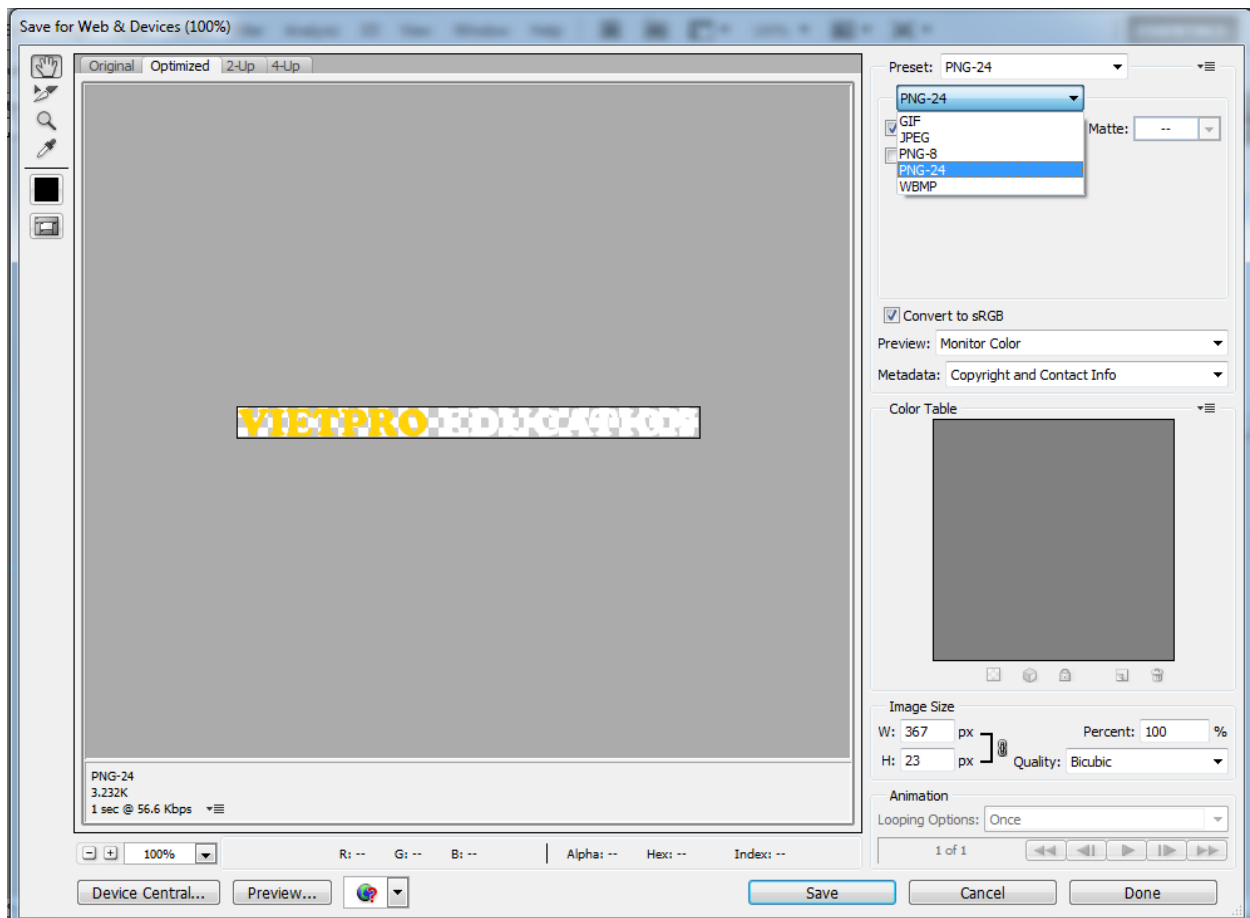 Save for Web & Devices (100%)
Original Optimized 2-Up 4-Up
Preset: PNG-24
PNG-24
GIF
JPEG
PNG-8
PNG-24
WBMP
Matte: --
Convert to sRGB
Preview: Monitor Color
Metadata: Copyright and Contact Info
Color Table
VIETPRO EDUCATION
Image Size
W: 367 px Percent: 100 %
H: 23 px Quality: Bicubic
PNG-24
3.232K
1 sec @ 56.6 Kbps
Animation
Looping Options: Once
1 of 1
100% R: -- G: -- B: -- Alpha: -- Hex: -- Index: --
Device Central... Preview... Save Cancel Done